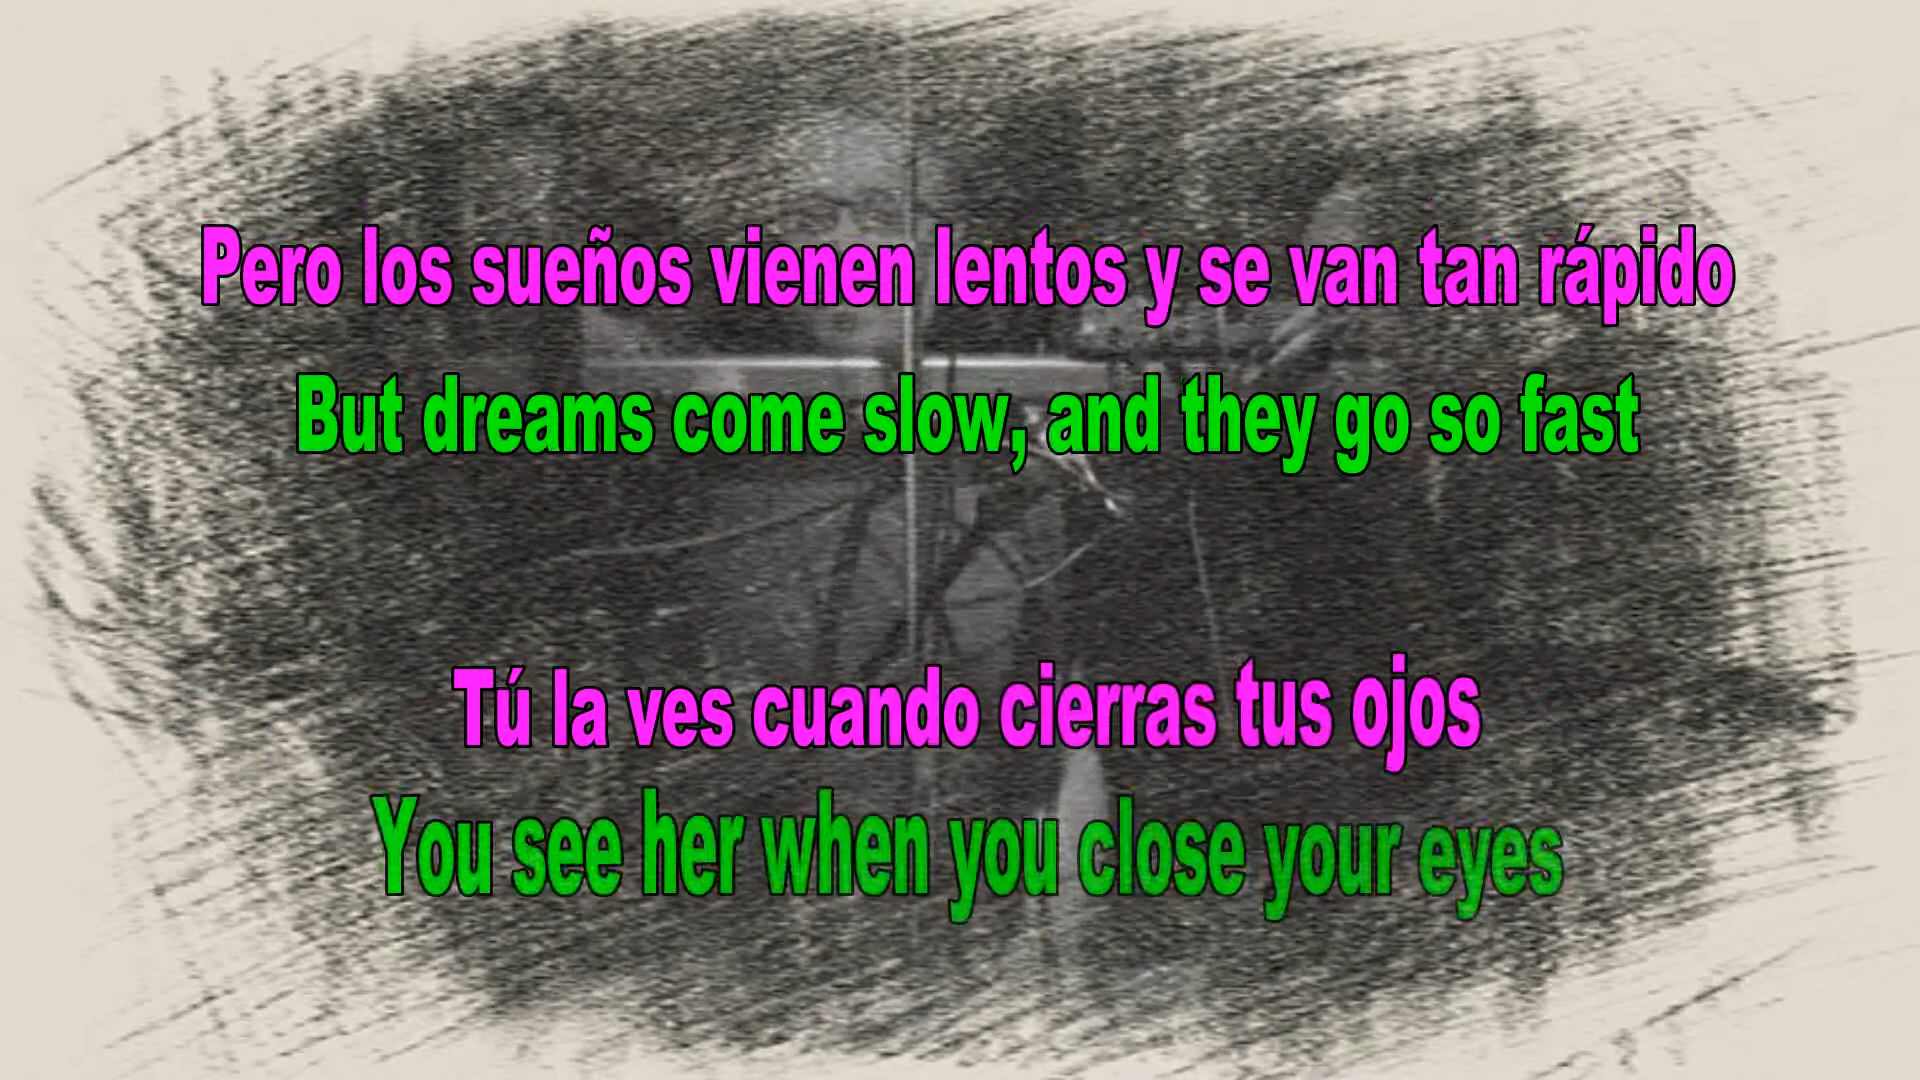 Pero los sueños vienen lentos y se van tan rápido
But dreams come slow, and they go so fast
Tú la ves cuando cierras tus ojos
You see her when you close your eyes